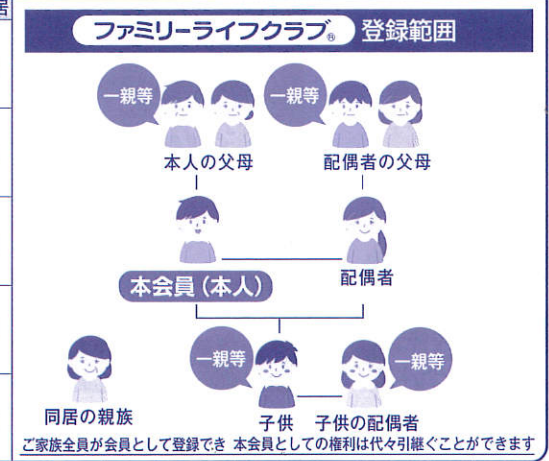 居
ファミリーライフクラブ® 登録範囲
一親等 一親等
本人の父母 配偶者の父母
本会員(本人) 配偶者
一親等 一親等
同居の親族 子供 子供の配偶者
ご家族全員が会員として登録でき 本会員としての権利は代々引継ぐことができます